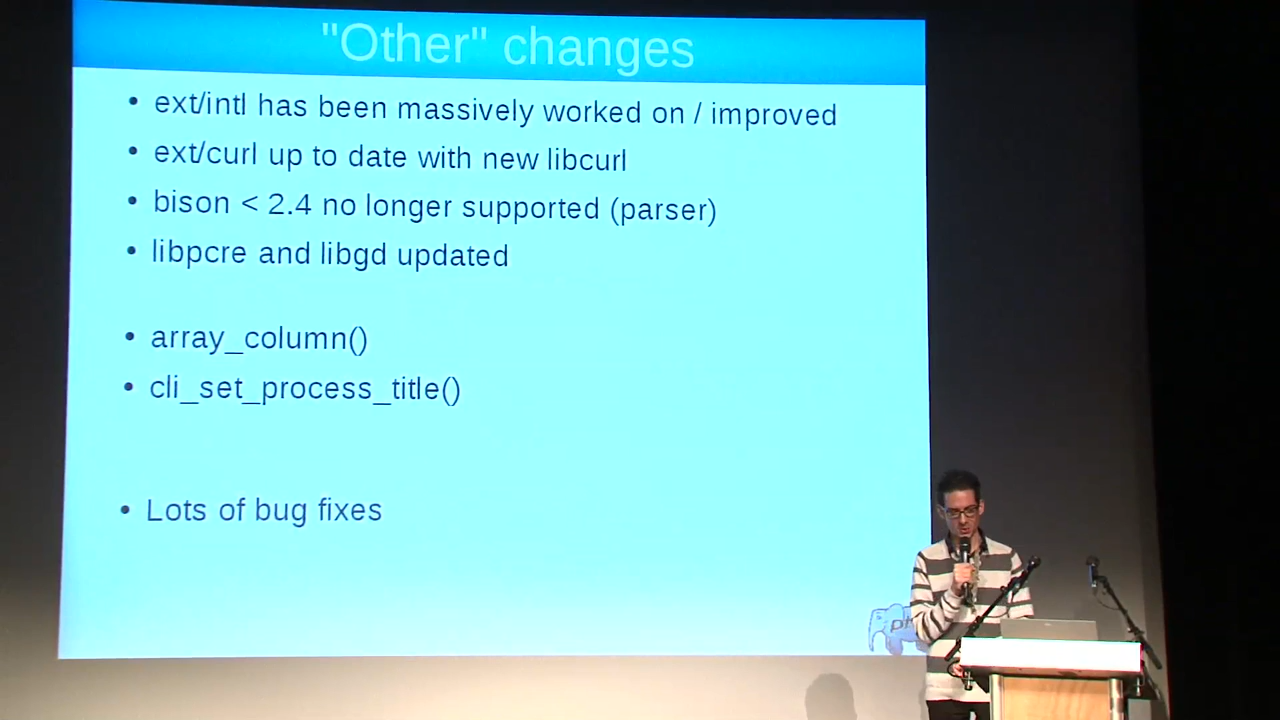 "Other" changes
• ext/intl has been massively worked on / improved
• ext/curl up to date with new libcurl
• bison < 2.4 no longer supported (parser)
• libpcre and libgd updated
• array_column()
• cli_set_process_title()
• Lots of bug fixes